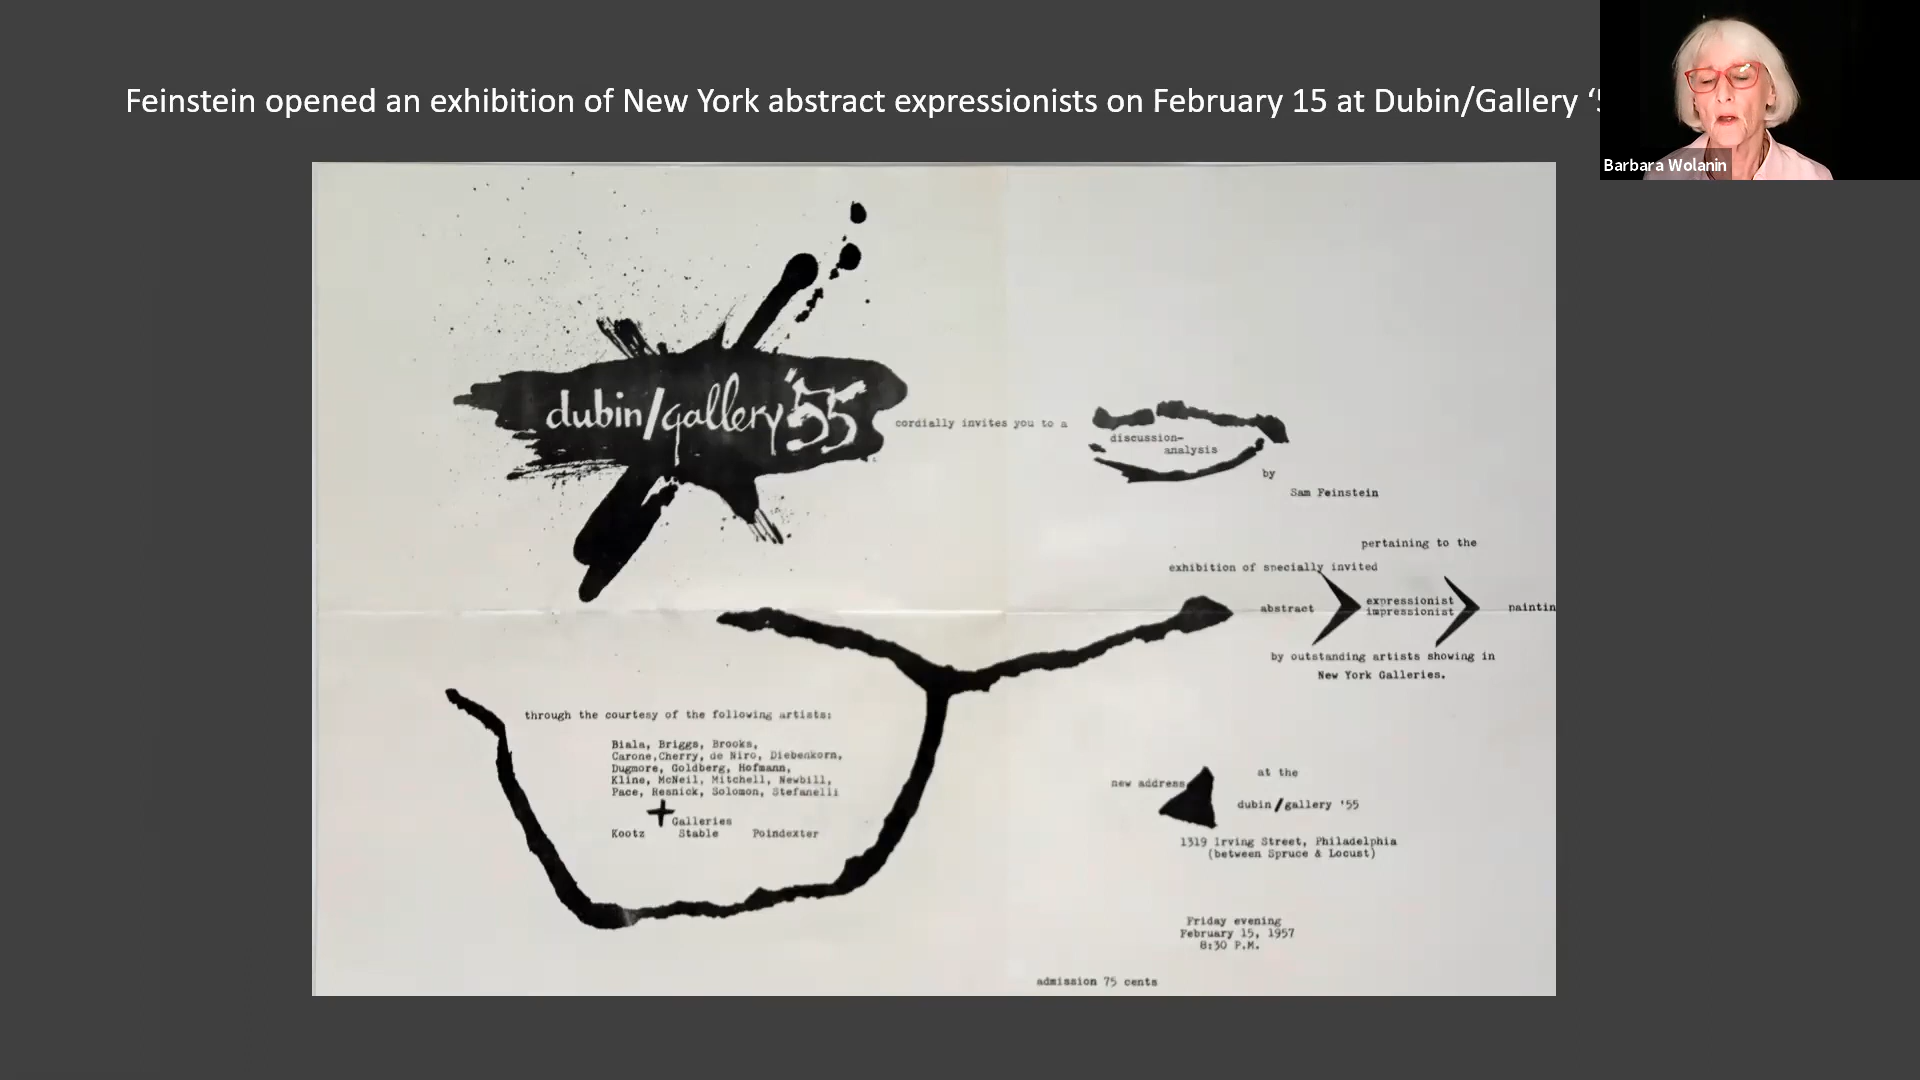 Feinstein opened an exhibition of New York abstract expressionists on February 15 at Dubin/Gallery ‘5
Barbara Wolanin
dubin/gallery '55
cordially invites you to a
discussion-
analysis
by
Sam Feinstein
pertaining to the
exhibition of specially invited
abstract
expressionist
impressionist
paintin
by outstanding artists showing in
New York Galleries.
through the courtesy of the following artists:
Biala, Briggs, Brooks,
Carone,Cherry, de Niro, Diebenkorn,
Dugmore, Goldberg, Hofmann,
Kline, McNeil, Mitchell, Newbill,
Pace, Resnick, Solomon, Stefanelli
Galleries
Kootz Stable Poindexter
new address
at the
dubin/gallery '55
1319 Irving Street, Philadelphia
(between Spruce & Locust)
Friday evening
February 15, 1957
8:30 P.M.
admission 75 cents